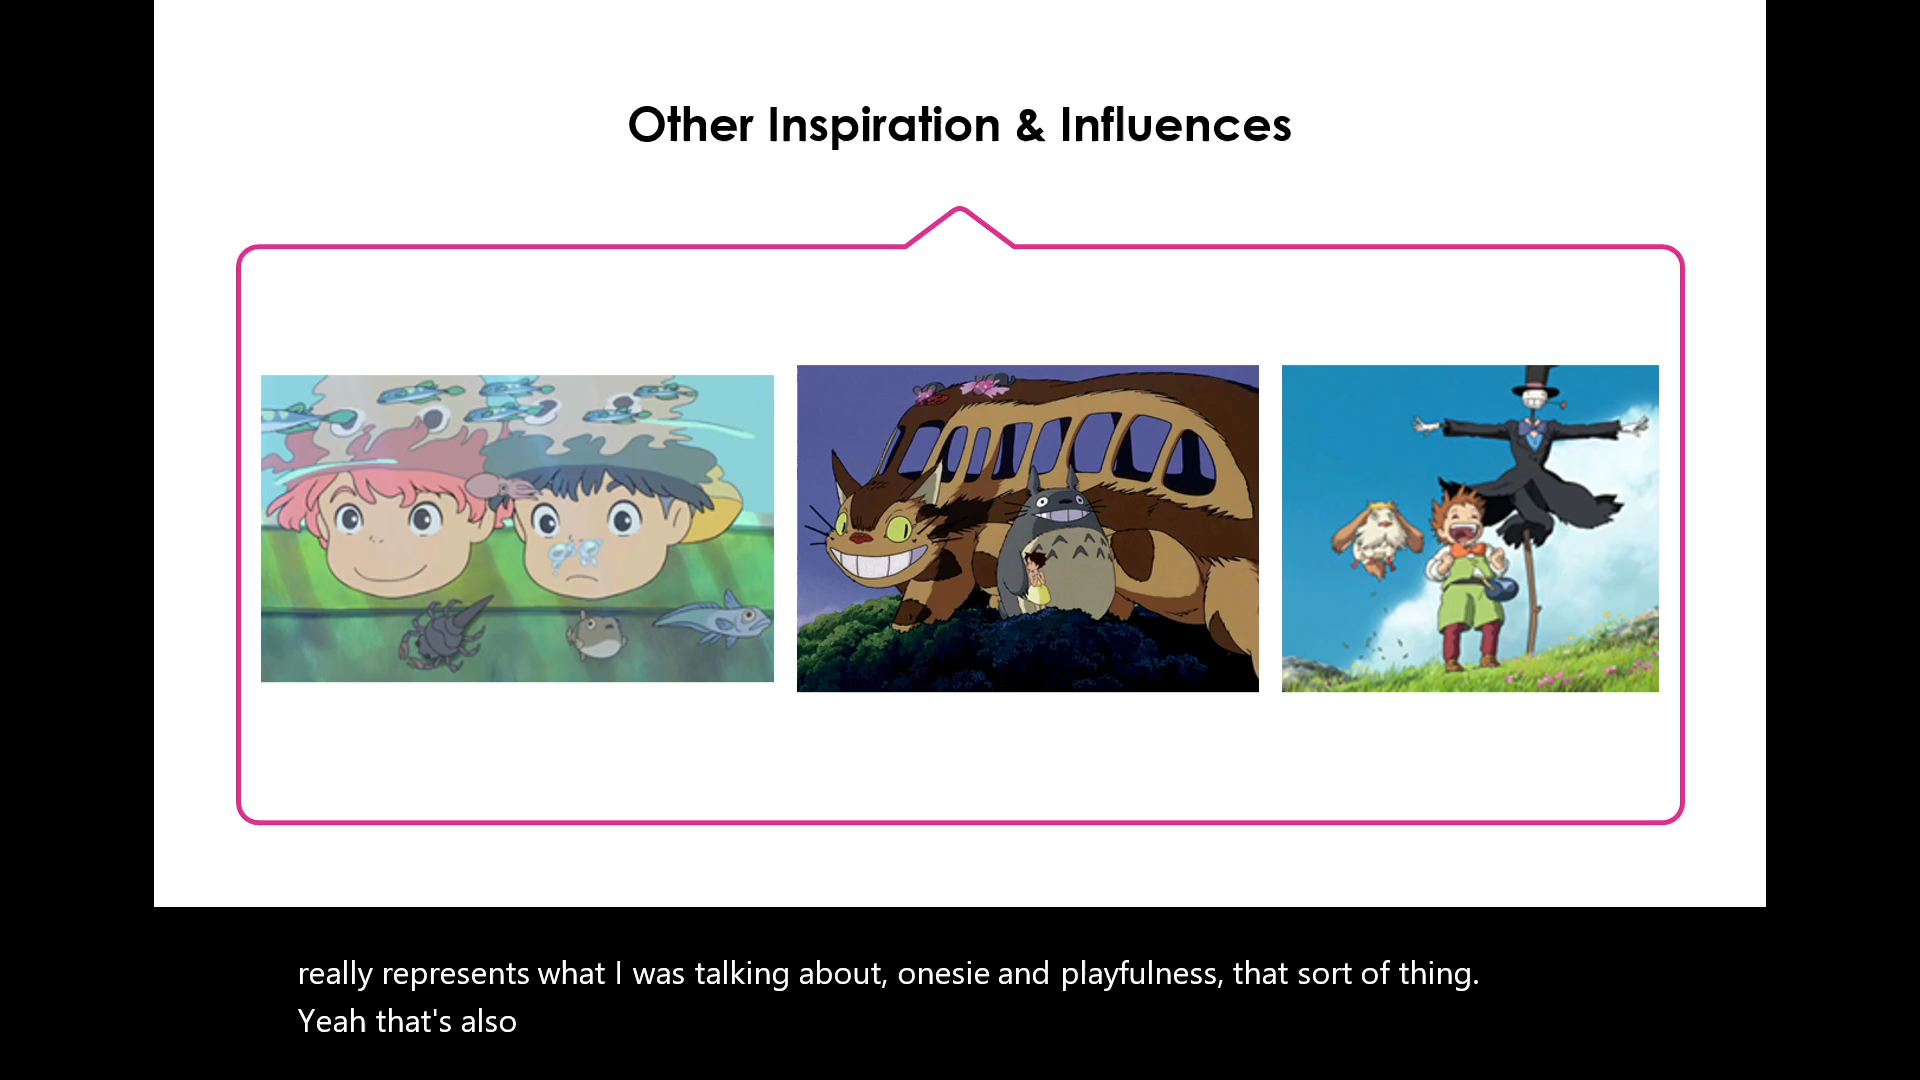 Other Inspiration & Influences
really represents what I was talking about, onesie and playfulness, that sort of thing.
Yeah that's also